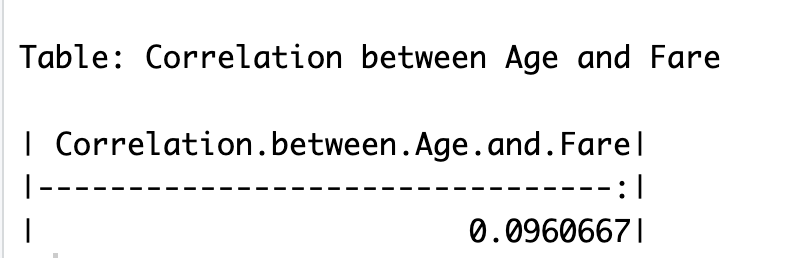 Table: Correlation between Age and Fare
| Correlation.between.Age.and.Fare|
|--------------------------------:|
|                        0.0960667|